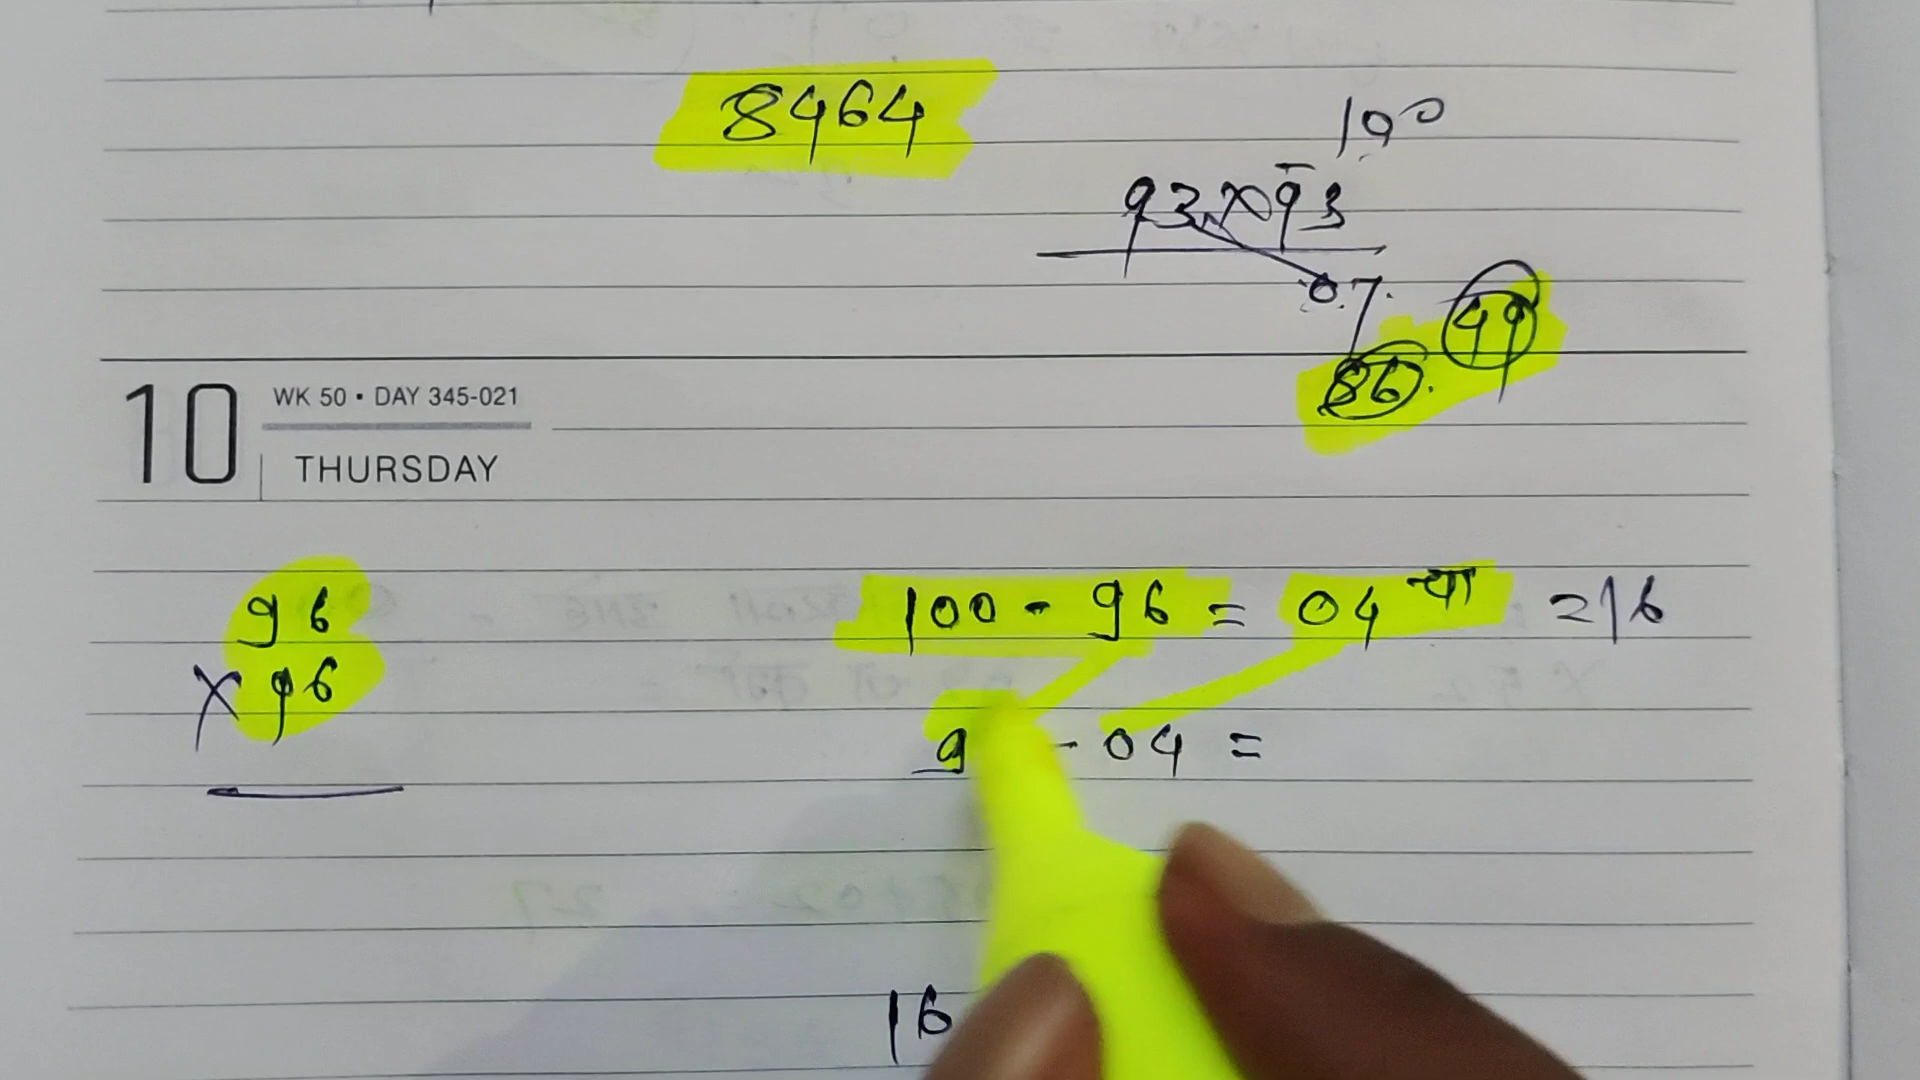 8464
100
93 X 93
07
49
86
10
WK 50 • DAY 345-021
THURSDAY
96
X 96
100 - 96 = 04 चा = 16
9 - 04 =
16